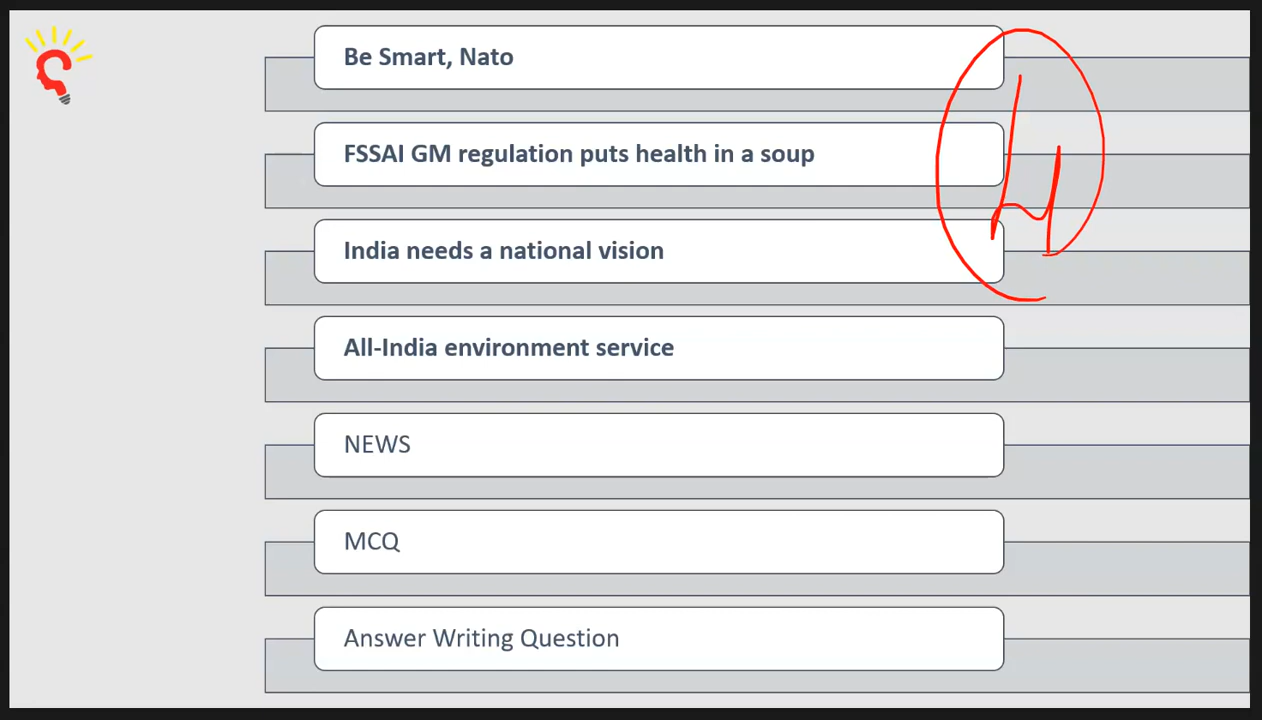 Be Smart, Nato
FSSAI GM regulation puts health in a soup
India needs a national vision
All-India environment service
NEWS
MCQ
Answer Writing Question